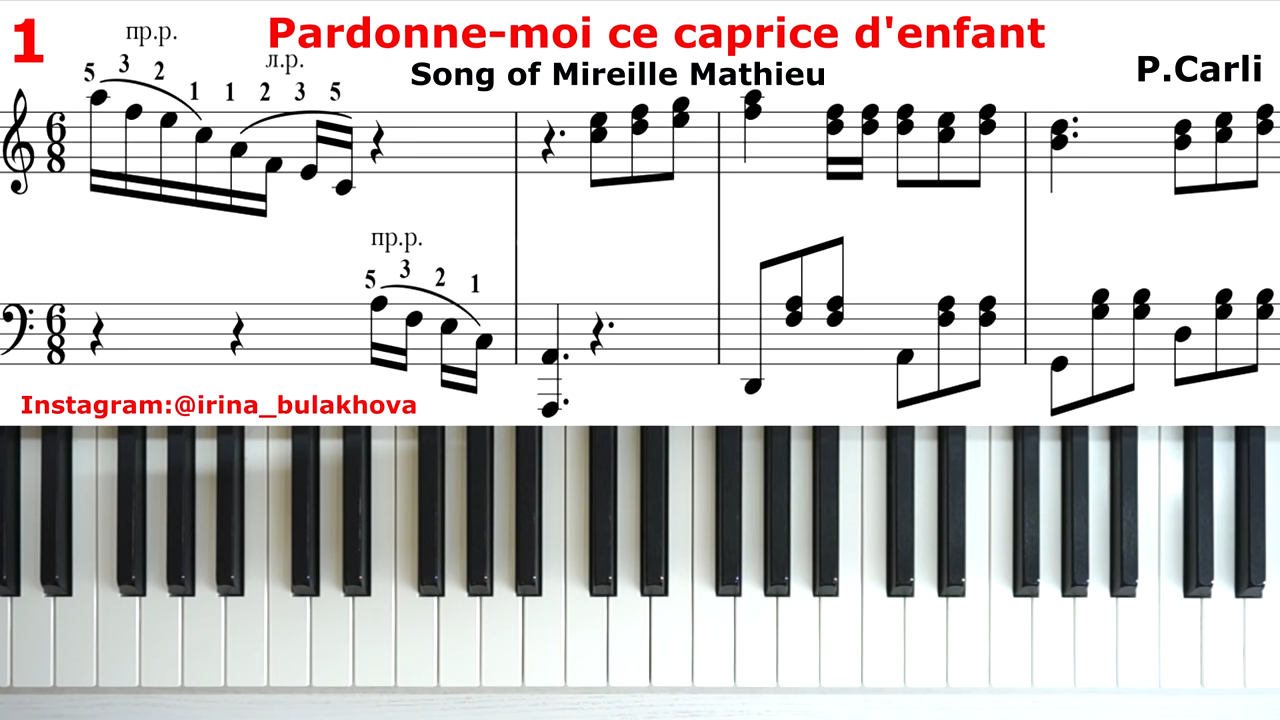 1
Pardonne-moi ce caprice d'enfant
Song of Mireille Mathieu
P.Carli
пр.р.
л.р.
5 3 2 1 1 2 3 5
6
8
пр.р.
5 3 2 1
6
8
Instagram:@irina_bulakhova